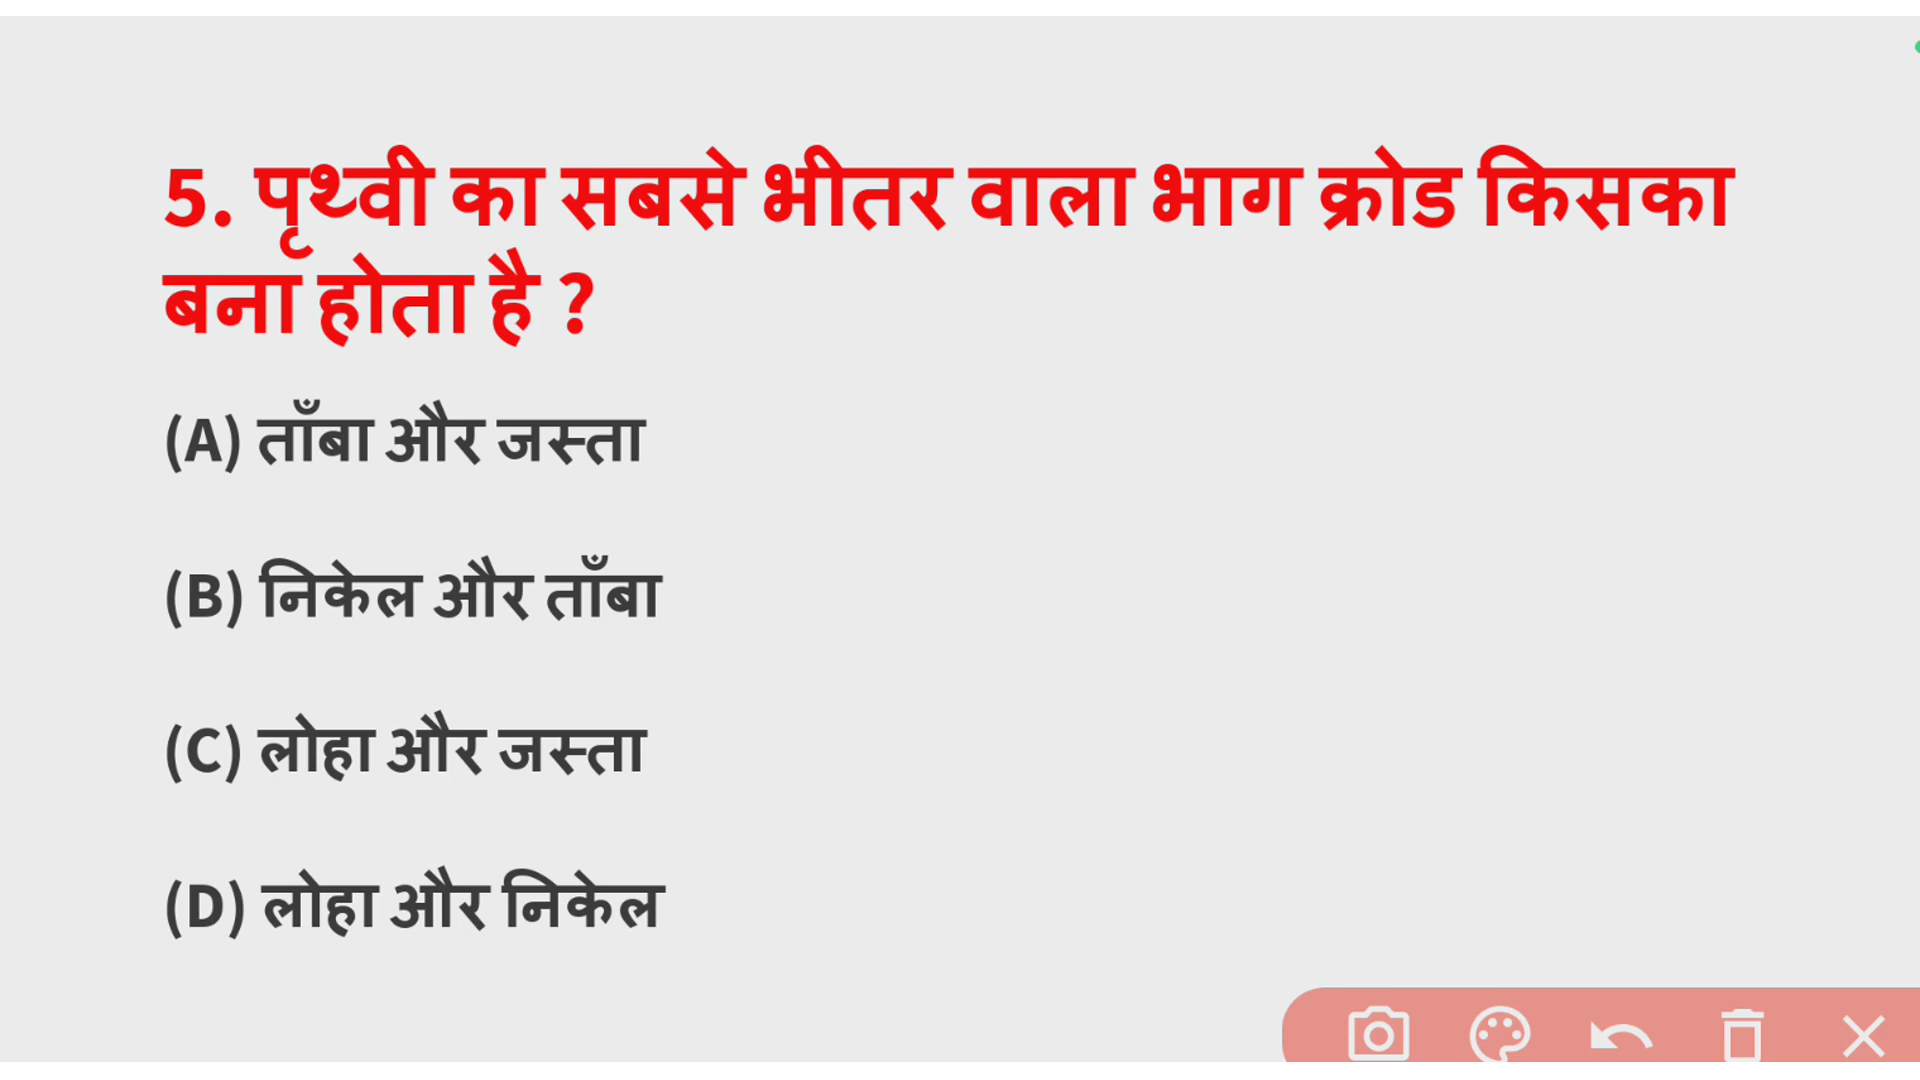 5. पृथ्वी का सबसे भीतर वाला भाग क्रोड किसका
बना होता है ?
(A) ताँबा और जस्ता
(B) निकेल और ताँबा
(C) लोहा और जस्ता
(D) लोहा और निकेल